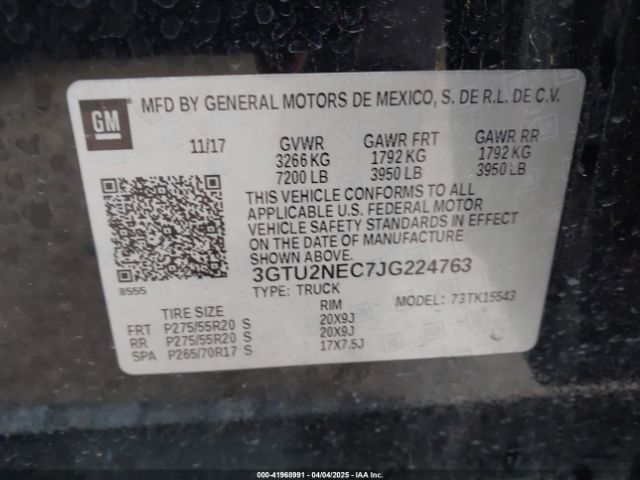 GM
MFD BY GENERAL MOTORS DE MEXICO, S. DE R.L. DE C.V.
11/17 GVWR GAWR FRT GAWR RR
3266 KG 1792 KG 1792 KG
7200 LB 3950 LB 3950 LB
THIS VEHICLE CONFORMS TO ALL
APPLICABLE U.S. FEDERAL MOTOR
VEHICLE SAFETY STANDARDS IN EFFECT
ON THE DATE OF MANUFACTURE
SHOWN ABOVE.
3GTU2NEC7JG224763
8555 TYPE: TRUCK MODEL: 73TK15543
TIRE SIZE RIM
FRT P275/55R20 S 20X9J
RR P275/55R20 S 20X9J
SPA P265/70R17 S 17X7.5J
000-41968991 - 04/04/2025 - IAAI.COM